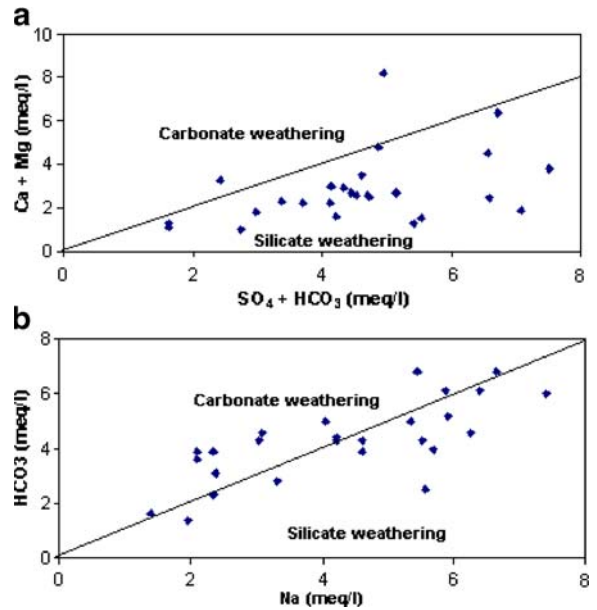 a
10
8
6
4
2
0
Ca + Mg (meq/l)
Carbonate weathering
Silicate weathering
0 2 4 6 8
SO₄ + HCO₃ (meq/l)
b
8
6
4
2
0
HCO3 (meq/l)
Carbonate weathering
Silicate weathering
0 2 4 6 8
Na (meq/l)